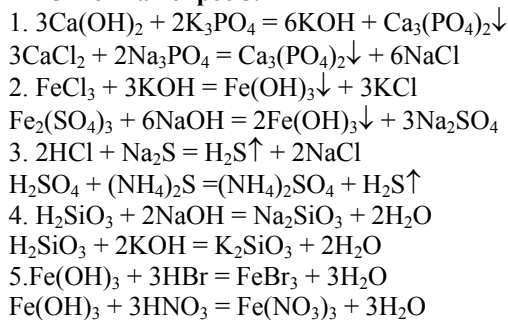 1. 3Ca(OH)₂ + 2K₃PO₄ = 6KOH + Ca₃(PO₄)₂↓
3CaCl₂ + 2Na₃PO₄ = Ca₃(PO₄)₂↓ + 6NaCl
2. FeCl₃ + 3KOH = Fe(OH)₃↓ + 3KCl
Fe₂(SO₄)₃ + 6NaOH = 2Fe(OH)₃↓ + 3Na₂SO₄
3. 2HCl + Na₂S = H₂S↑ + 2NaCl
H₂SO₄ + (NH₄)₂S =(NH₄)₂SO₄ + H₂S↑
4. H₂SiO₃ + 2NaOH = Na₂SiO₃ + 2H₂O
H₂SiO₃ + 2KOH = K₂SiO₃ + 2H₂O
5.Fe(OH)₃ + 3HBr = FeBr₃ + 3H₂O
Fe(OH)₃ + 3HNO₃ = Fe(NO₃)₃ + 3H₂O